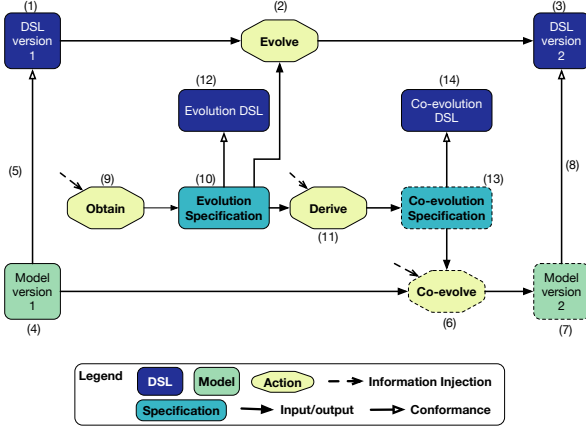 (1)
(2)
(3)
DSL
version
1
Evolve
DSL
version
2
(12)
(14)
Evolution DSL
Co-evolution
DSL
(5)
(8)
(9)
(10)
(13)
Obtain
Evolution
Specification
Derive
Co-evolution
Specification
(11)
Model
version
1
Co-evolve
Model
version
2
(4)
(6)
(7)
Legend
DSL
Model
Action
Information Injection
Specification
Input/output
Conformance